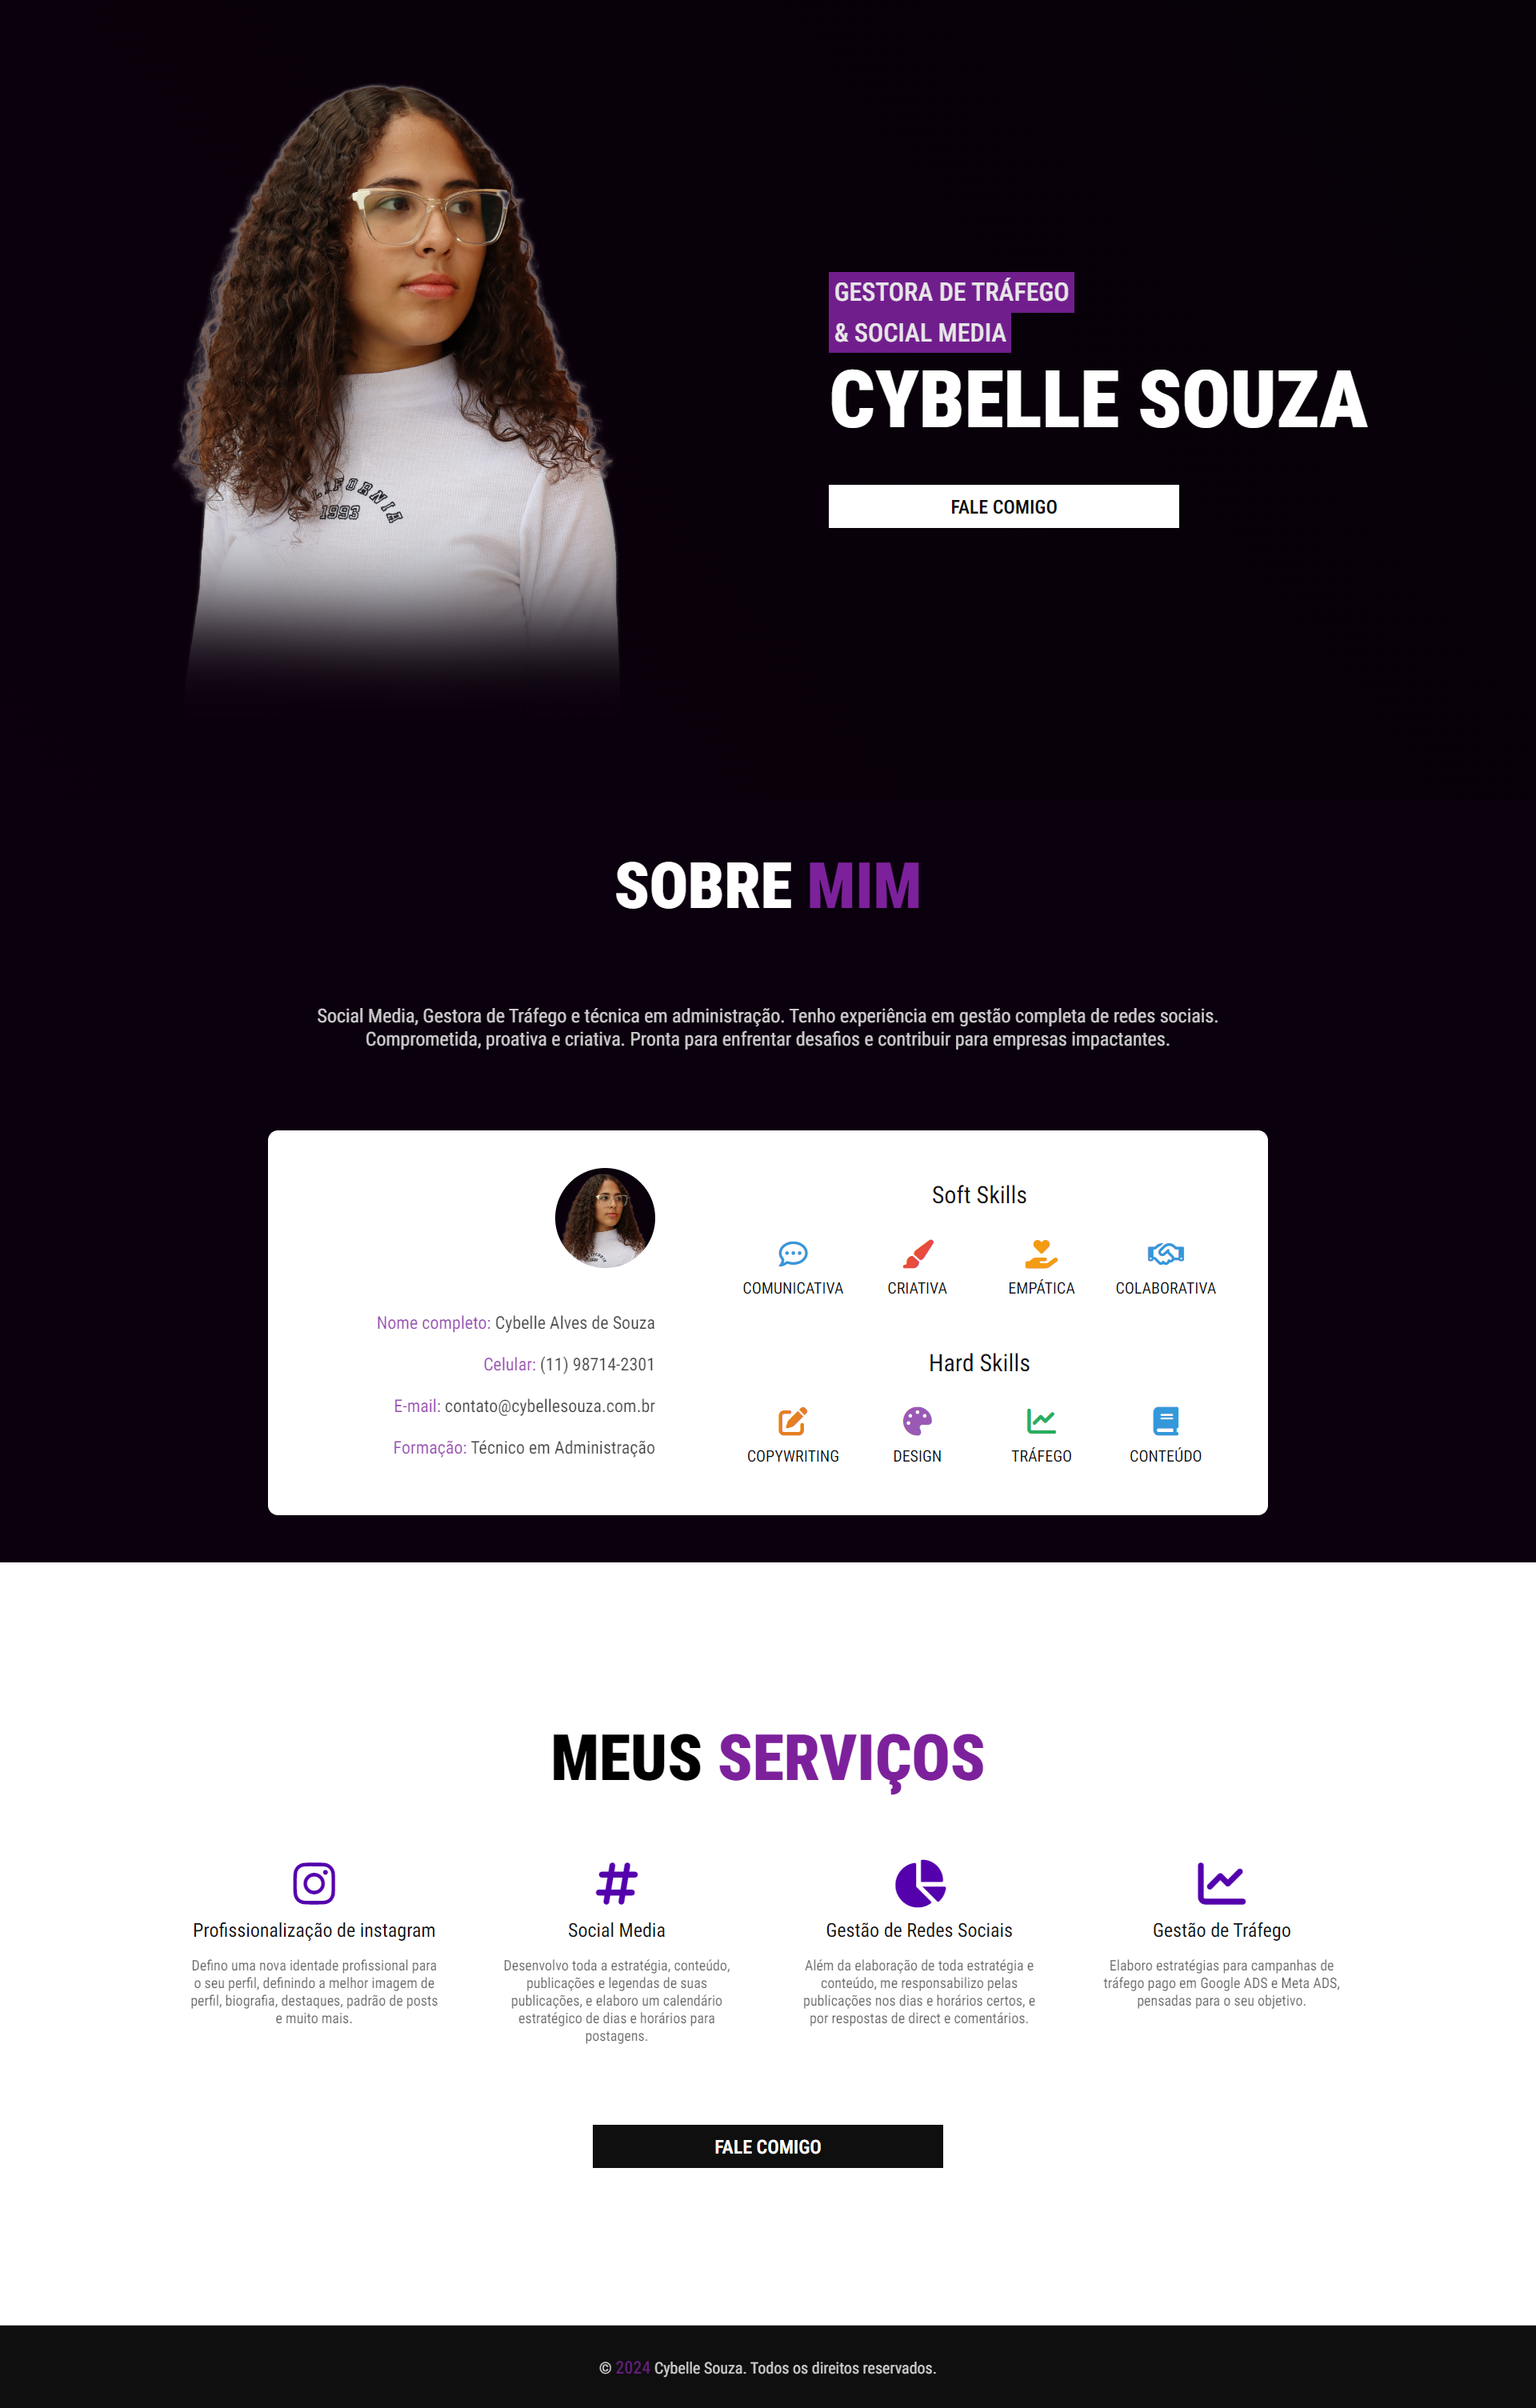 GESTORA DE TRÁFEGO
& SOCIAL MEDIA
CYBELLE SOUZA
CALIFORNIA
1993
FALE COMIGO
SOBRE MIM
Social Media, Gestora de Tráfego e técnica em administração. Tenho experiência em gestão completa de redes sociais.
Comprometida, proativa e criativa. Pronta para enfrentar desafios e contribuir para empresas impactantes.
Nome completo: Cybelle Alves de Souza
Celular: (11) 98714-2301
E-mail: contato@cybellesouza.com.br
Formação: Técnico em Administração
Soft Skills
COMUNICATIVA
CRIATIVA
EMPÁTICA
COLABORATIVA
Hard Skills
COPYWRITING
DESIGN
TRÁFEGO
CONTEÚDO
MEUS SERVIÇOS
Profissionalização de instagram
Defino uma nova identade profissional para
o seu perfil, definindo a melhor imagem de
perfil, biografia, destaques, padrão de posts
e muito mais.
Social Media
Desenvolvo toda a estratégia, conteúdo,
publicações e legendas de suas
publicações, e elaboro um calendário
estratégico de dias e horários para
postagens.
Gestão de Redes Sociais
Além da elaboração de toda estratégia e
conteúdo, me responsabilizo pelas
publicações nos dias e horários certos, e
por respostas de direct e comentários.
Gestão de Tráfego
Elaboro estratégias para campanhas de
tráfego pago em Google ADS e Meta ADS,
pensadas para o seu objetivo.
FALE COMIGO
© 2024 Cybelle Souza. Todos os direitos reservados.